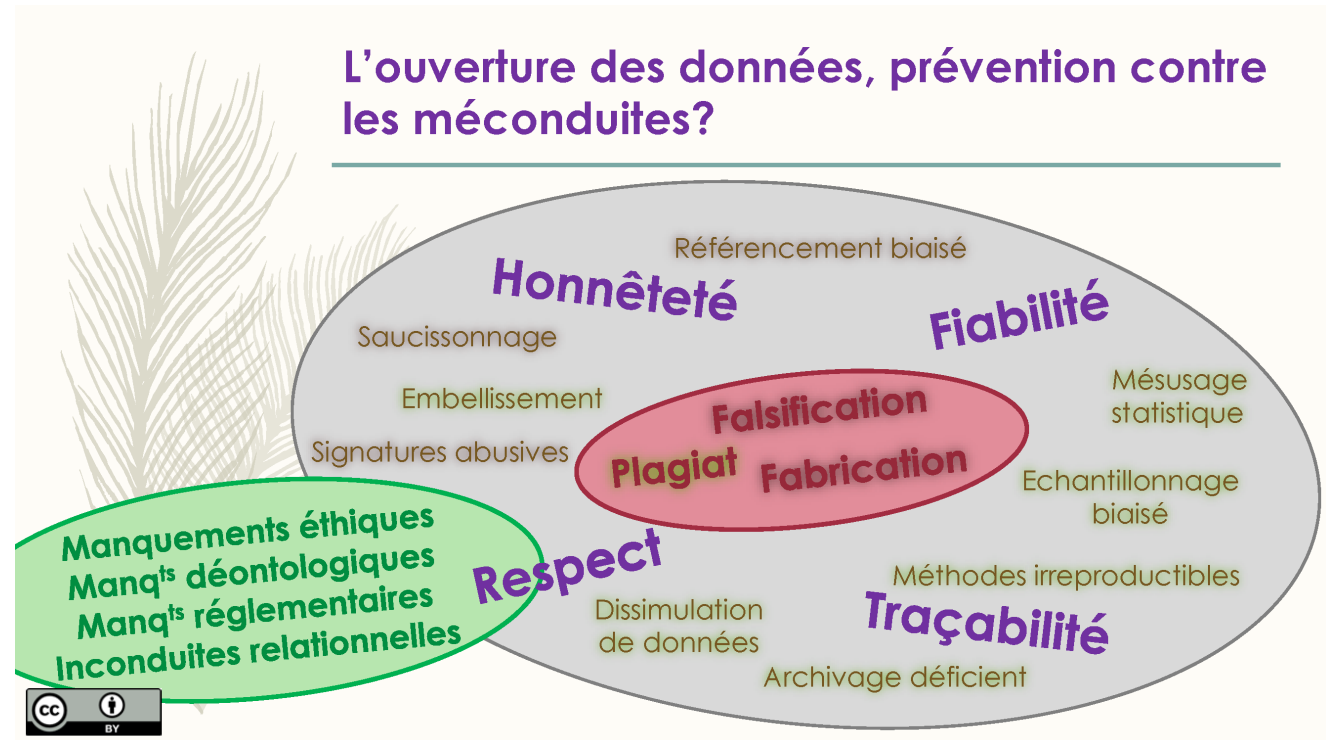 L’ouverture des données, prévention contre
les méconduites?
Référencement biaisé
Honnêteté
Fiabilité
Saucissonnage
Embellissement
Signatures abusives
Mésusage
statistique
Falsification
Plagiat
Fabrication
Echantillonnage
biaisé
Manquements éthiques
Manqts déontologiques
Manqts réglementaires
Inconduites relationnelles
Respect
Dissimulation
de données
Méthodes irreproductibles
Traçabilité
Archivage déficient
cc
BY